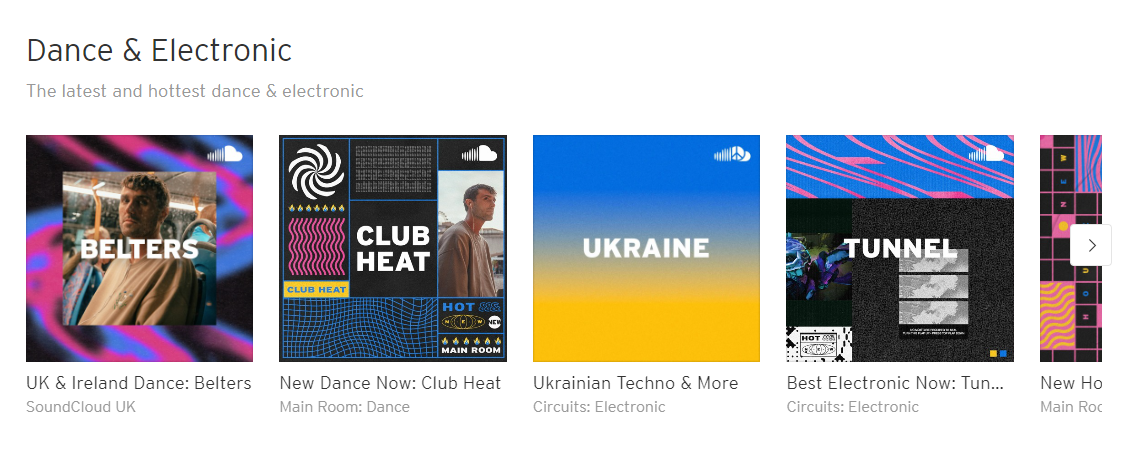 Dance & Electronic
The latest and hottest dance & electronic
BELTERS
CLUB
HEAT
CLUB HEAT
HOT
NEW
NEW
MAIN ROOM
UKRAINE
TUNNEL
HOT
NEW
UK & Ireland Dance: Belters
SoundCloud UK
New Dance Now: Club Heat
Main Room: Dance
Ukrainian Techno & More
Circuits: Electronic
Best Electronic Now: Tun...
Circuits: Electronic
New Ho
Main Roo